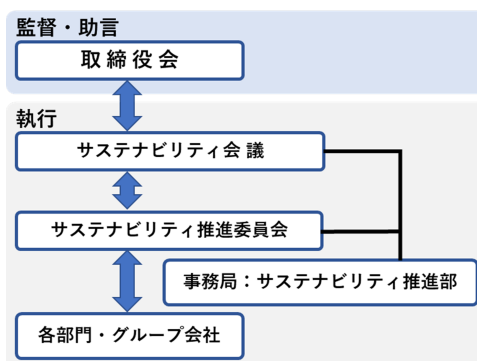 監督・助言
取締役会
執行
サステナビリティ会議
サステナビリティ推進委員会
事務局：サステナビリティ推進部
各部門・グループ会社